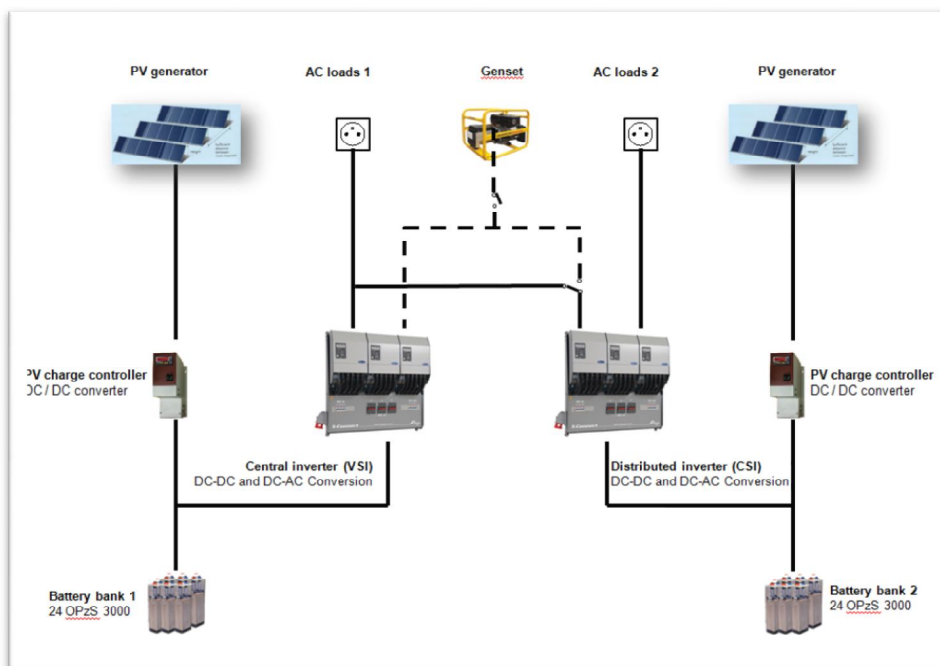 PV generator
AC loads 1
Genset
AC loads 2
PV generator
PV charge controller
DC / DC converter
PV charge controller
DC / DC converter
Central inverter (VSI)
DC-DC and DC-AC Conversion
Distributed inverter (CSI)
DC-DC and DC-AC Conversion
Battery bank 1
24 OPzS 3000
Battery bank 2
24 OPzS 3000